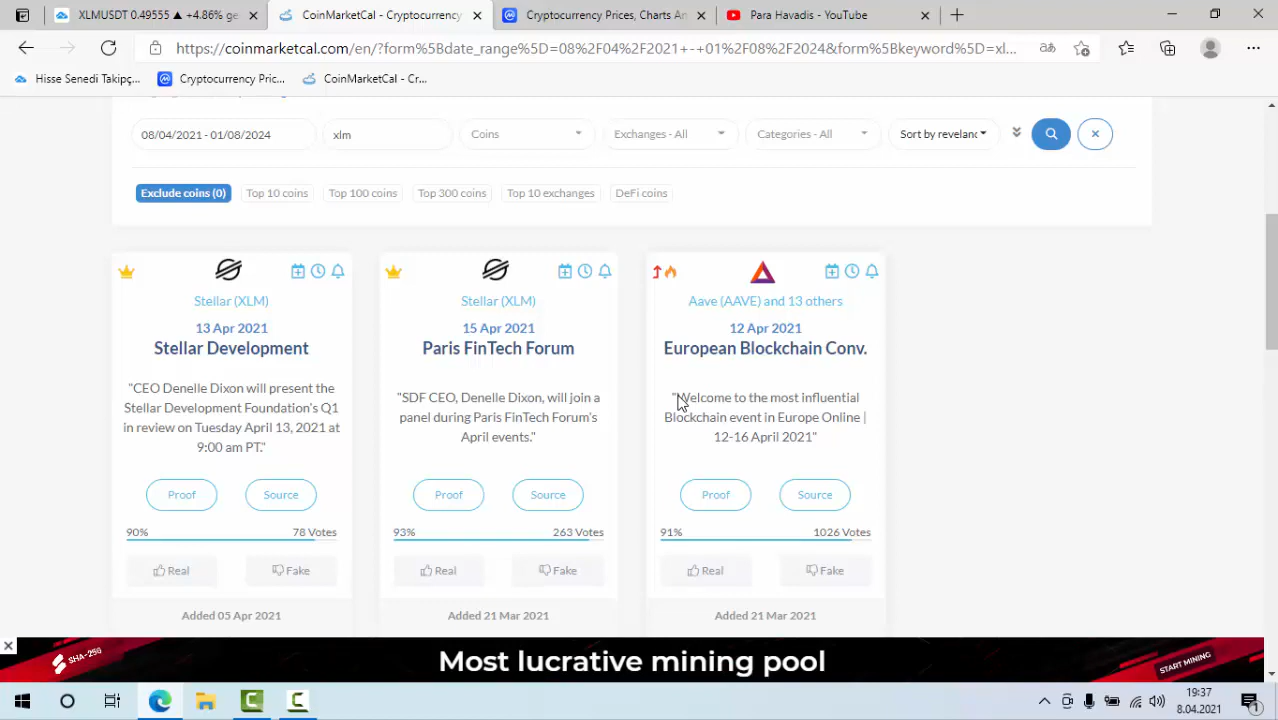 XLMUSDT 0.49555 ▲ +4.86% ge
CoinMarketCal - Cryptocurrency
Cryptocurrency Prices, Charts An
Para Havadis - YouTube
https://coinmarketcal.com/en/?form%5Bdate_range%5D=08%2F04%2F2021+-+01%2F08%2F2024&form%5Bkeyword%5D=xl...
Hisse Senedi Takipç...
Cryptocurrency Pric...
CoinMarketCal - Cr...
08/04/2021 - 01/08/2024
xlm
Coins
Exchanges - All
Categories - All
Sort by revelanc
Exclude coins (0)
Top 10 coins
Top 100 coins
Top 300 coins
Top 10 exchanges
DeFi coins
Stellar (XLM)
13 Apr 2021
Stellar Development
"CEO Denelle Dixon will present the
Stellar Development Foundation's Q1
in review on Tuesday April 13, 2021 at
9:00 am PT."
Proof
Source
90%
78 Votes
Real
Fake
Added 05 Apr 2021
Stellar (XLM)
15 Apr 2021
Paris FinTech Forum
"SDF CEO, Denelle Dixon, will join a
panel during Paris FinTech Forum's
April events."
Proof
Source
93%
263 Votes
Real
Fake
Added 21 Mar 2021
Aave (AAVE) and 13 others
12 Apr 2021
European Blockchain Conv.
"Welcome to the most influential
Blockchain event in Europe Online |
12-16 April 2021"
Proof
Source
91%
1026 Votes
Real
Fake
Added 21 Mar 2021
SHA-256
Most lucrative mining pool
START MINING
19:37
8.04.2021
1